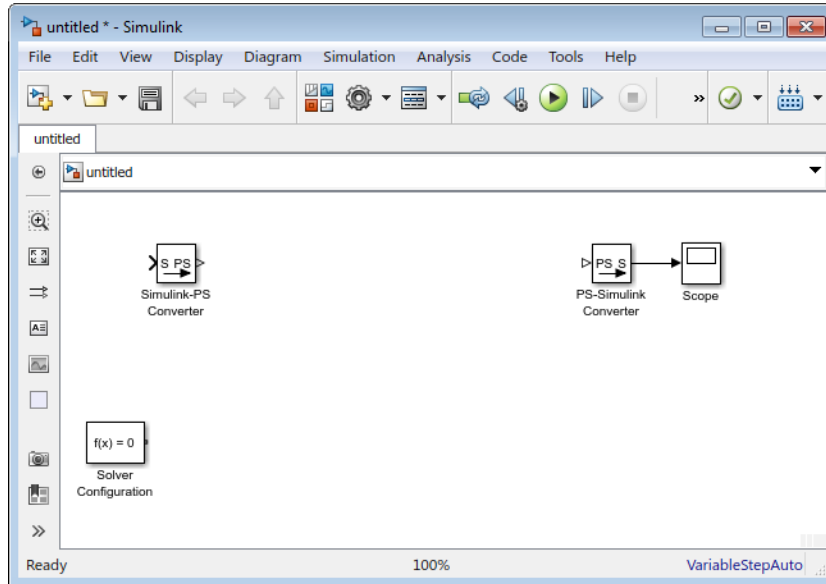 untitled * - Simulink
File Edit View Display Diagram Simulation Analysis Code Tools Help
»
untitled
untitled
S PS
Simulink-PS
Converter
PS S
PS-Simulink
Converter
Scope
f(x) = 0
Solver
Configuration
A
»
Ready 100% VariableStepAuto